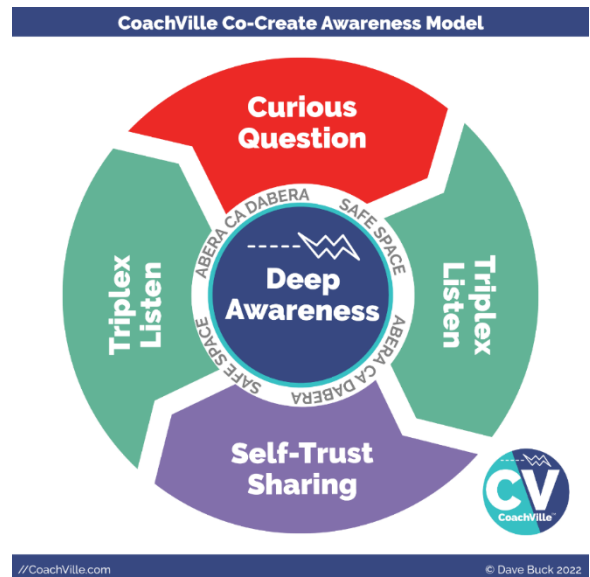 CoachVille Co-Create Awareness Model
Curious
Question
ABERA CA DABERA
SAFE SPACE
Triplex
Listen
Deep
Awareness
Triplex
Listen
SAFE SPACE
ABERA CA DABERA
Self-Trust
Sharing
CV
CoachVille™
//CoachVille.com
© Dave Buck 2022